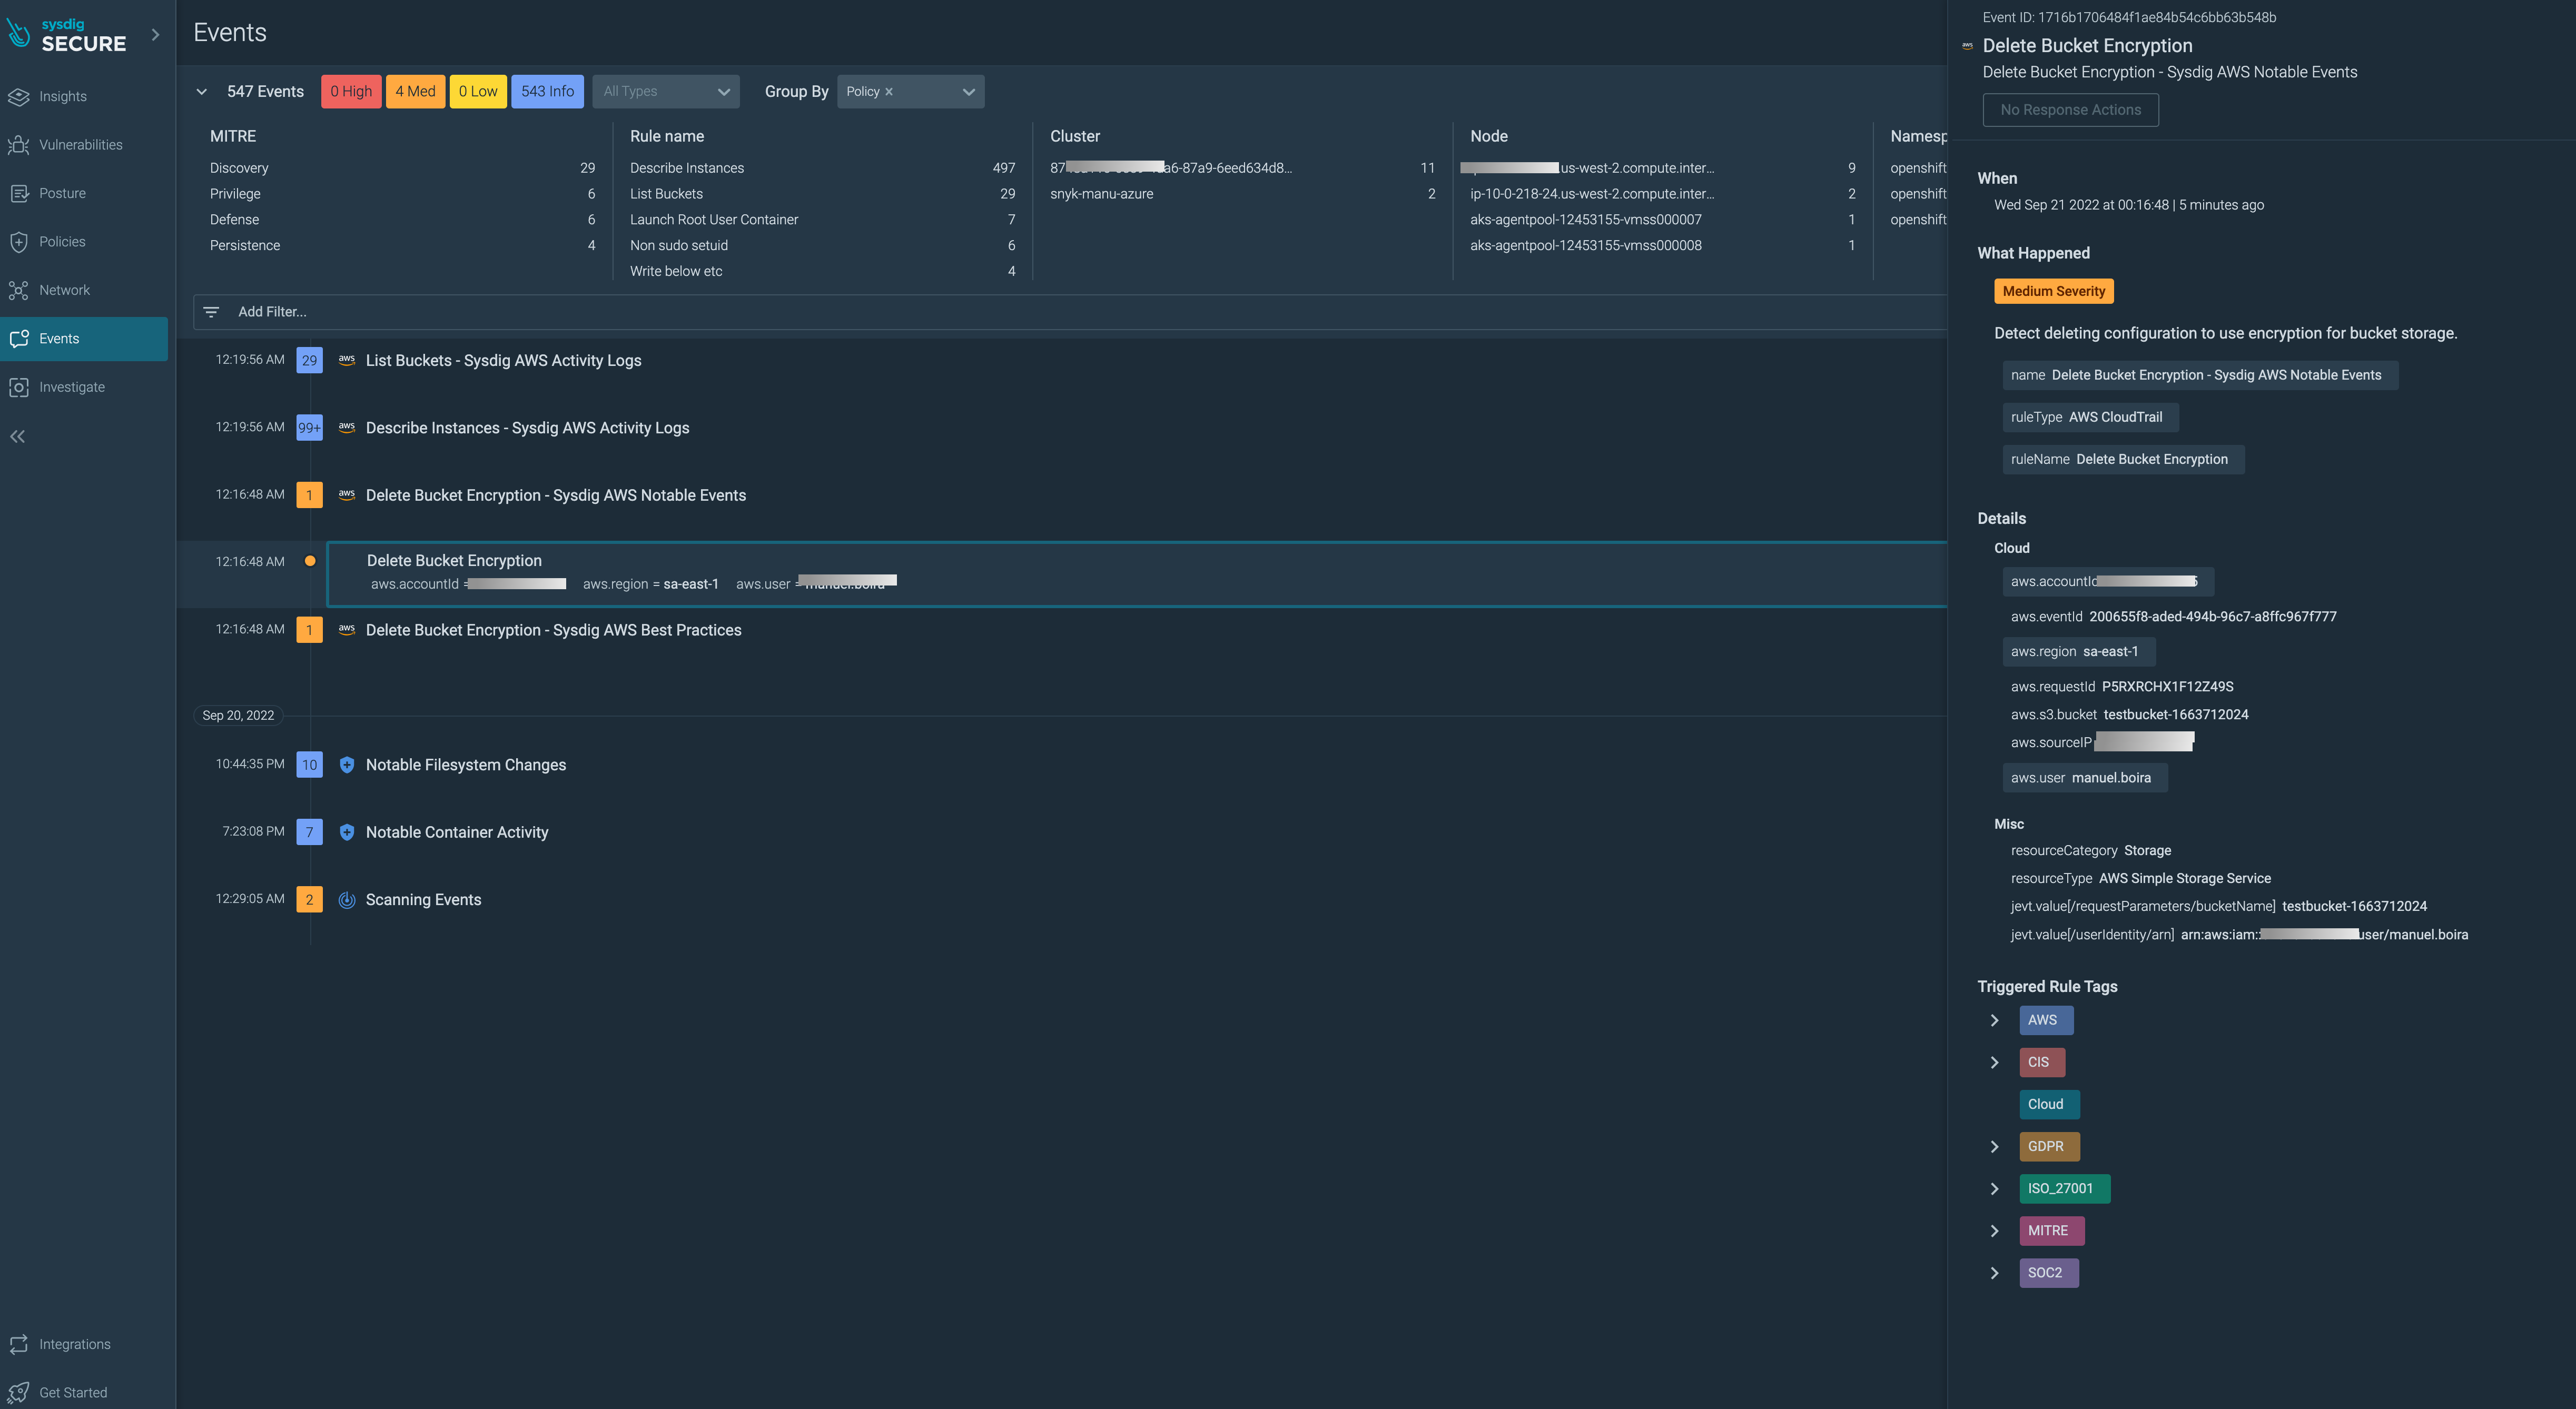 sysdig
SECURE
Insights
Vulnerabilities
Posture
Policies
Network
Events
Investigate
Integrations
Get Started
Events
547 Events 0 High 4 Med 0 Low 543 Info All Types Group By Policy ×
MITRE
Discovery 29
Privilege 6
Defense 6
Persistence 4
Rule name
Describe Instances 497
List Buckets 29
Launch Root User Container 7
Non sudo setuid 6
Write below etc 4
Cluster
87 a6-87a9-6eed634d8... 11
snyk-manu-azure 2
Node
.us-west-2.compute.inter... 9
ip-10-0-218-24.us-west-2.compute.inter... 2
aks-agentpool-12453155-vmss000007 1
aks-agentpool-12453155-vmss000008 1
Namesp
openshift
openshift
openshift
Add Filter...
12:19:56 AM 29 aws List Buckets - Sysdig AWS Activity Logs
12:19:56 AM 99+ aws Describe Instances - Sysdig AWS Activity Logs
12:16:48 AM 1 aws Delete Bucket Encryption - Sysdig AWS Notable Events
12:16:48 AM Delete Bucket Encryption
aws.accountId = aws.region = sa-east-1 aws.user =
12:16:48 AM 1 aws Delete Bucket Encryption - Sysdig AWS Best Practices
Sep 20, 2022
10:44:35 PM 10 Notable Filesystem Changes
7:23:08 PM 7 Notable Container Activity
12:29:05 AM 2 Scanning Events
Event ID: 1716b1706484f1ae84b54c6bb63b548b
aws Delete Bucket Encryption
Delete Bucket Encryption - Sysdig AWS Notable Events
No Response Actions
When
Wed Sep 21 2022 at 00:16:48 | 5 minutes ago
What Happened
Medium Severity
Detect deleting configuration to use encryption for bucket storage.
name Delete Bucket Encryption - Sysdig AWS Notable Events
ruleType AWS CloudTrail
ruleName Delete Bucket Encryption
Details
Cloud
aws.accountId
aws.eventId 200655f8-aded-494b-96c7-a8ffc967f777
aws.region sa-east-1
aws.requestId P5RXRCHX1F12Z49S
aws.s3.bucket testbucket-1663712024
aws.sourceIP
aws.user manuel.boira
Misc
resourceCategory Storage
resourceType AWS Simple Storage Service
jevt.value[/requestParameters/bucketName] testbucket-1663712024
jevt.value[/userIdentity/arn] arn:aws:iam: user/manuel.boira
Triggered Rule Tags
AWS
CIS
Cloud
GDPR
ISO_27001
MITRE
SOC2